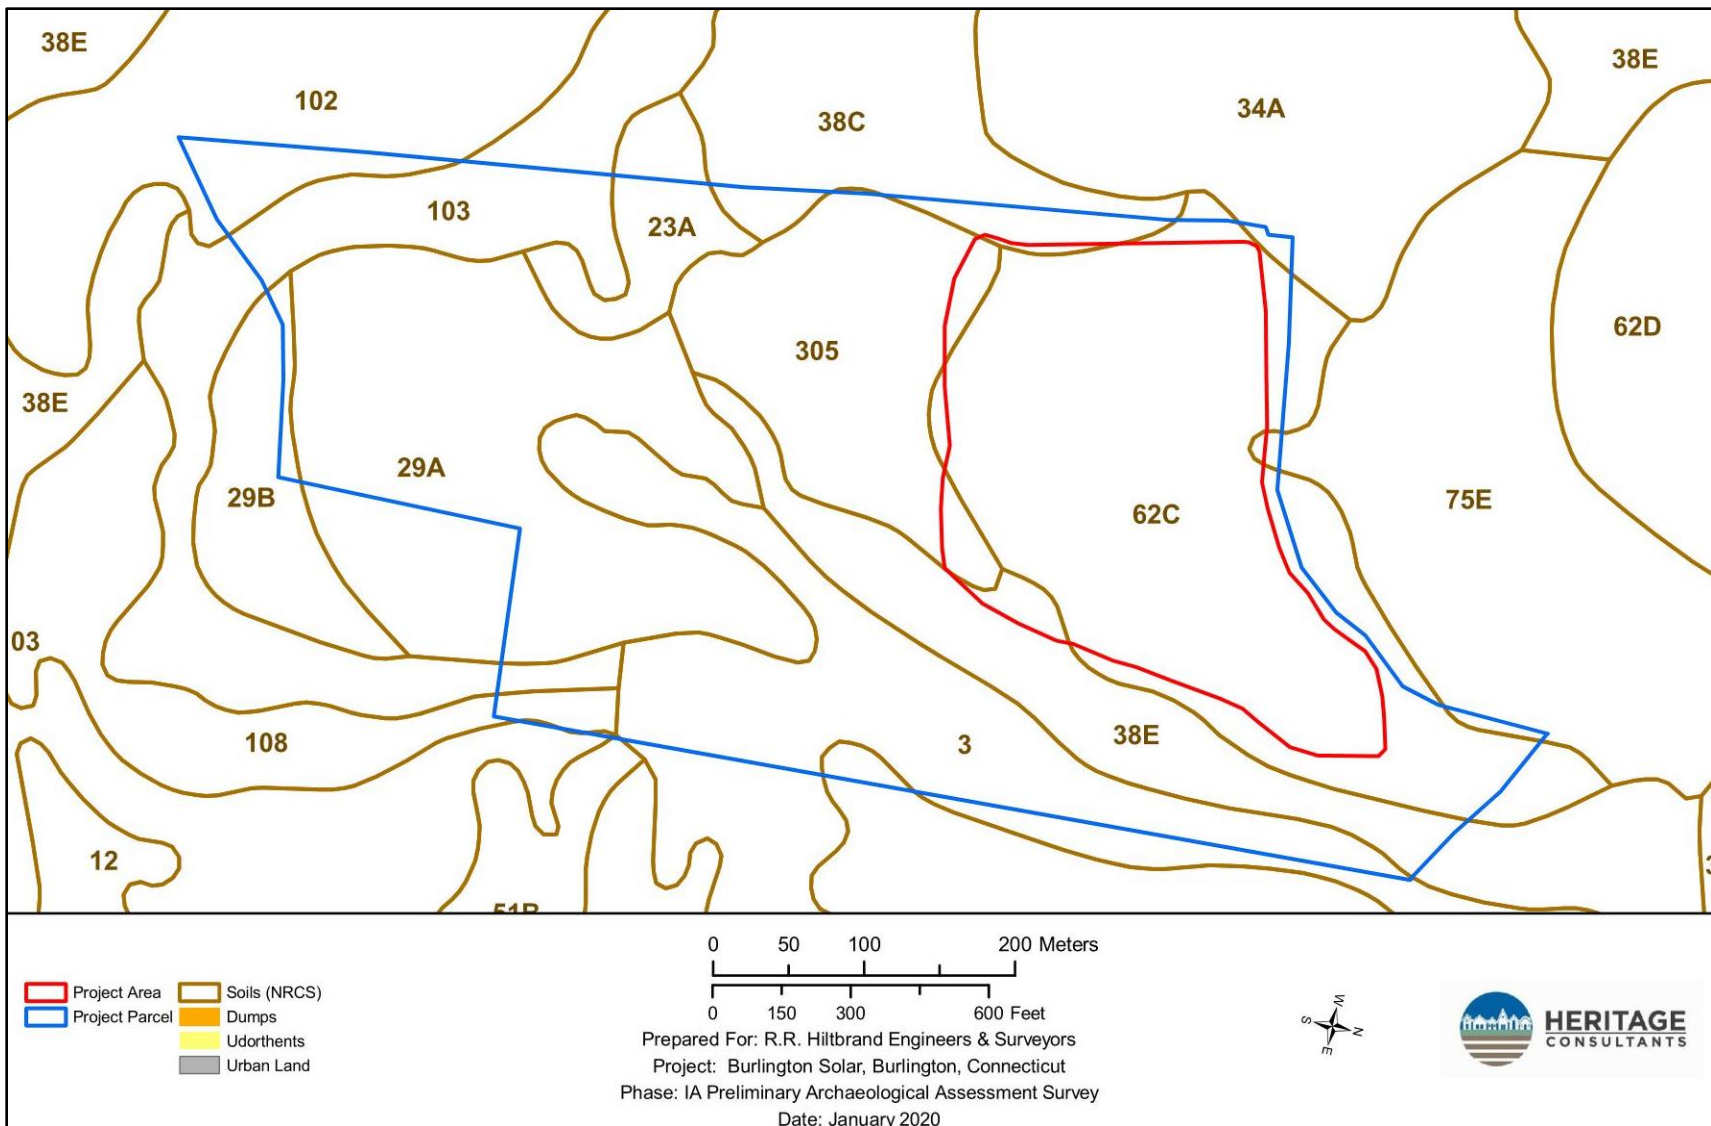 38E
38E
102
34A
38C
103
23A
62D
305
38E
29A
29B
62C
75E
03
38E
108
3
12
51B
0 50 100 200 Meters
0 150 300 600 Feet
Project Area
Project Parcel
Soils (NRCS)
Dumps
Udorthents
Urban Land
Prepared For: R.R. Hiltbrand Engineers & Surveyors
Project: Burlington Solar, Burlington, Connecticut
Phase: IA Preliminary Archaeological Assessment Survey
Date: January 2020
W
N
S
E
HERITAGE
CONSULTANTS